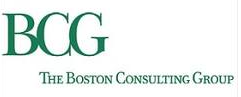 BCG
THE BOSTON CONSULTING GROUP